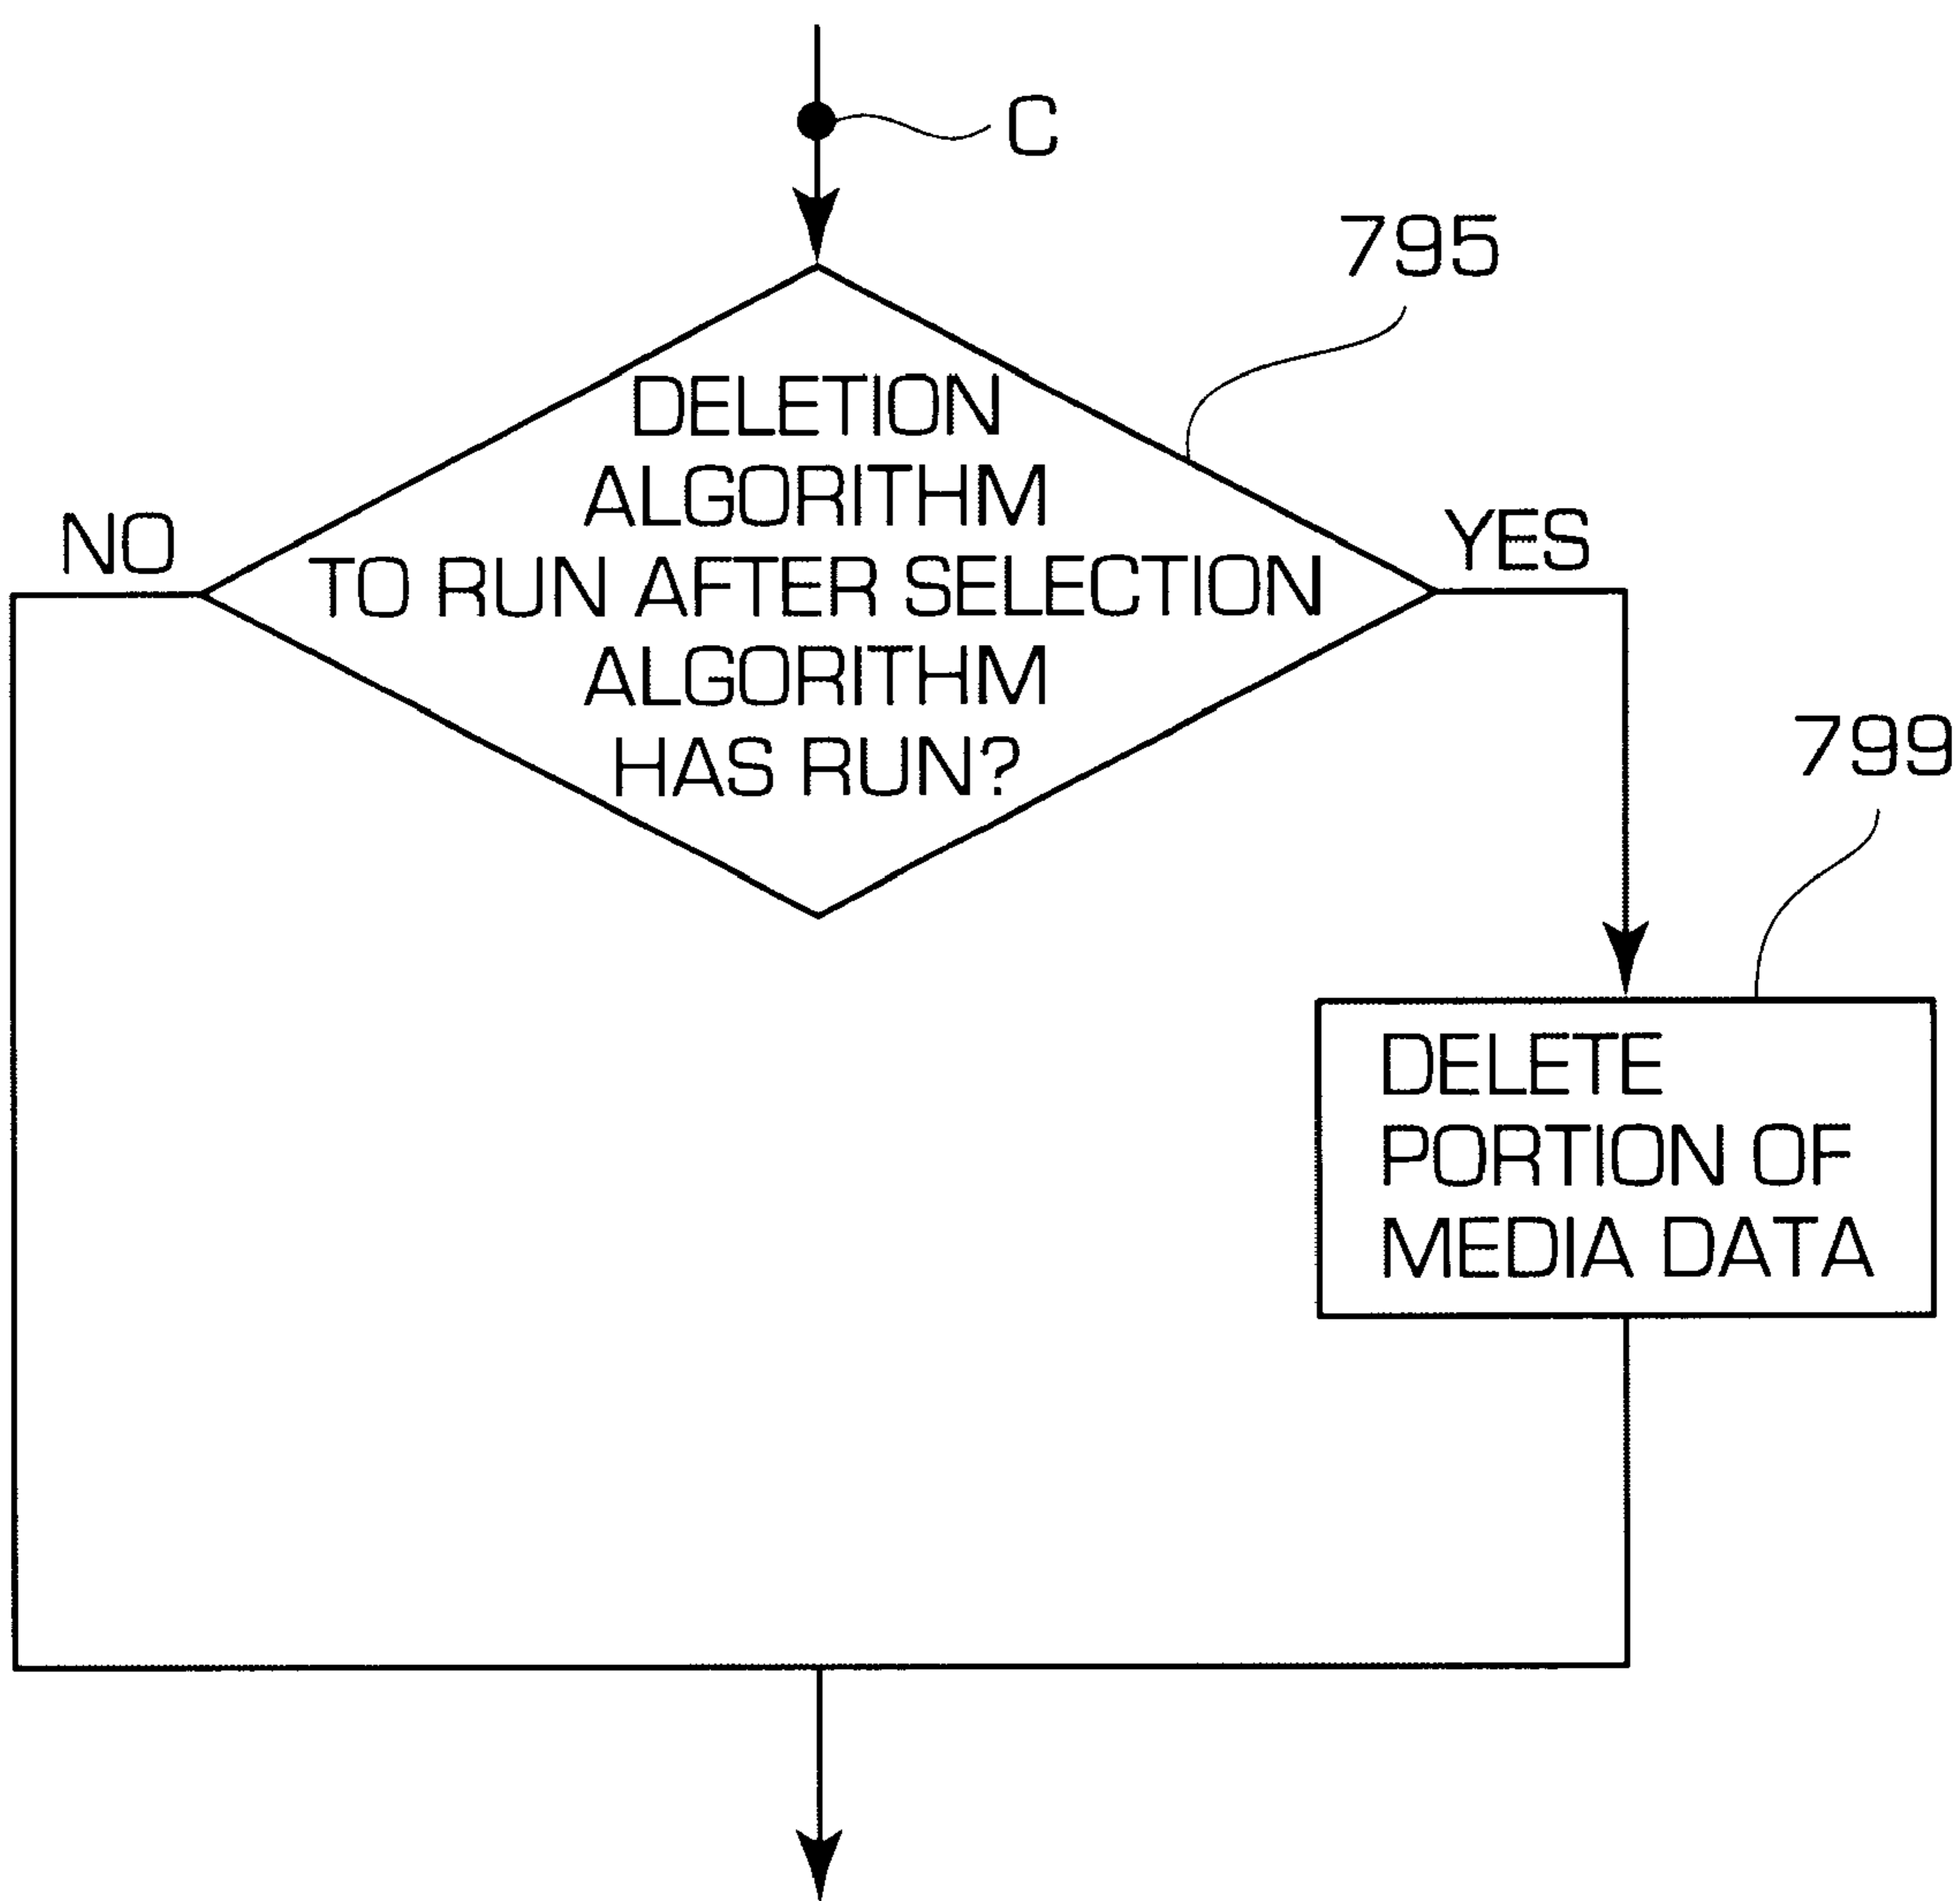 C
795
DELETION
ALGORITHM
TO RUN AFTER SELECTION
ALGORITHM
HAS RUN?
NO
YES
799
DELETE
PORTION OF
MEDIA DATA